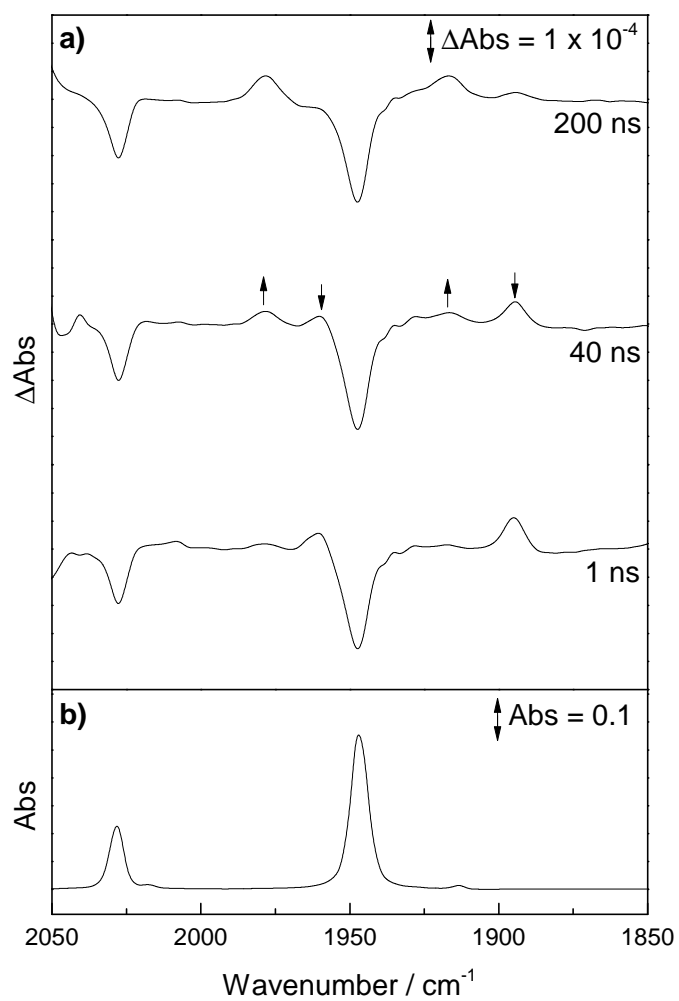 a)
ΔAbs = 1 x 10⁻⁴
200 ns
40 ns
1 ns
ΔAbs
b)
Abs = 0.1
Abs
2050 2000 1950 1900 1850
Wavenumber / cm⁻¹